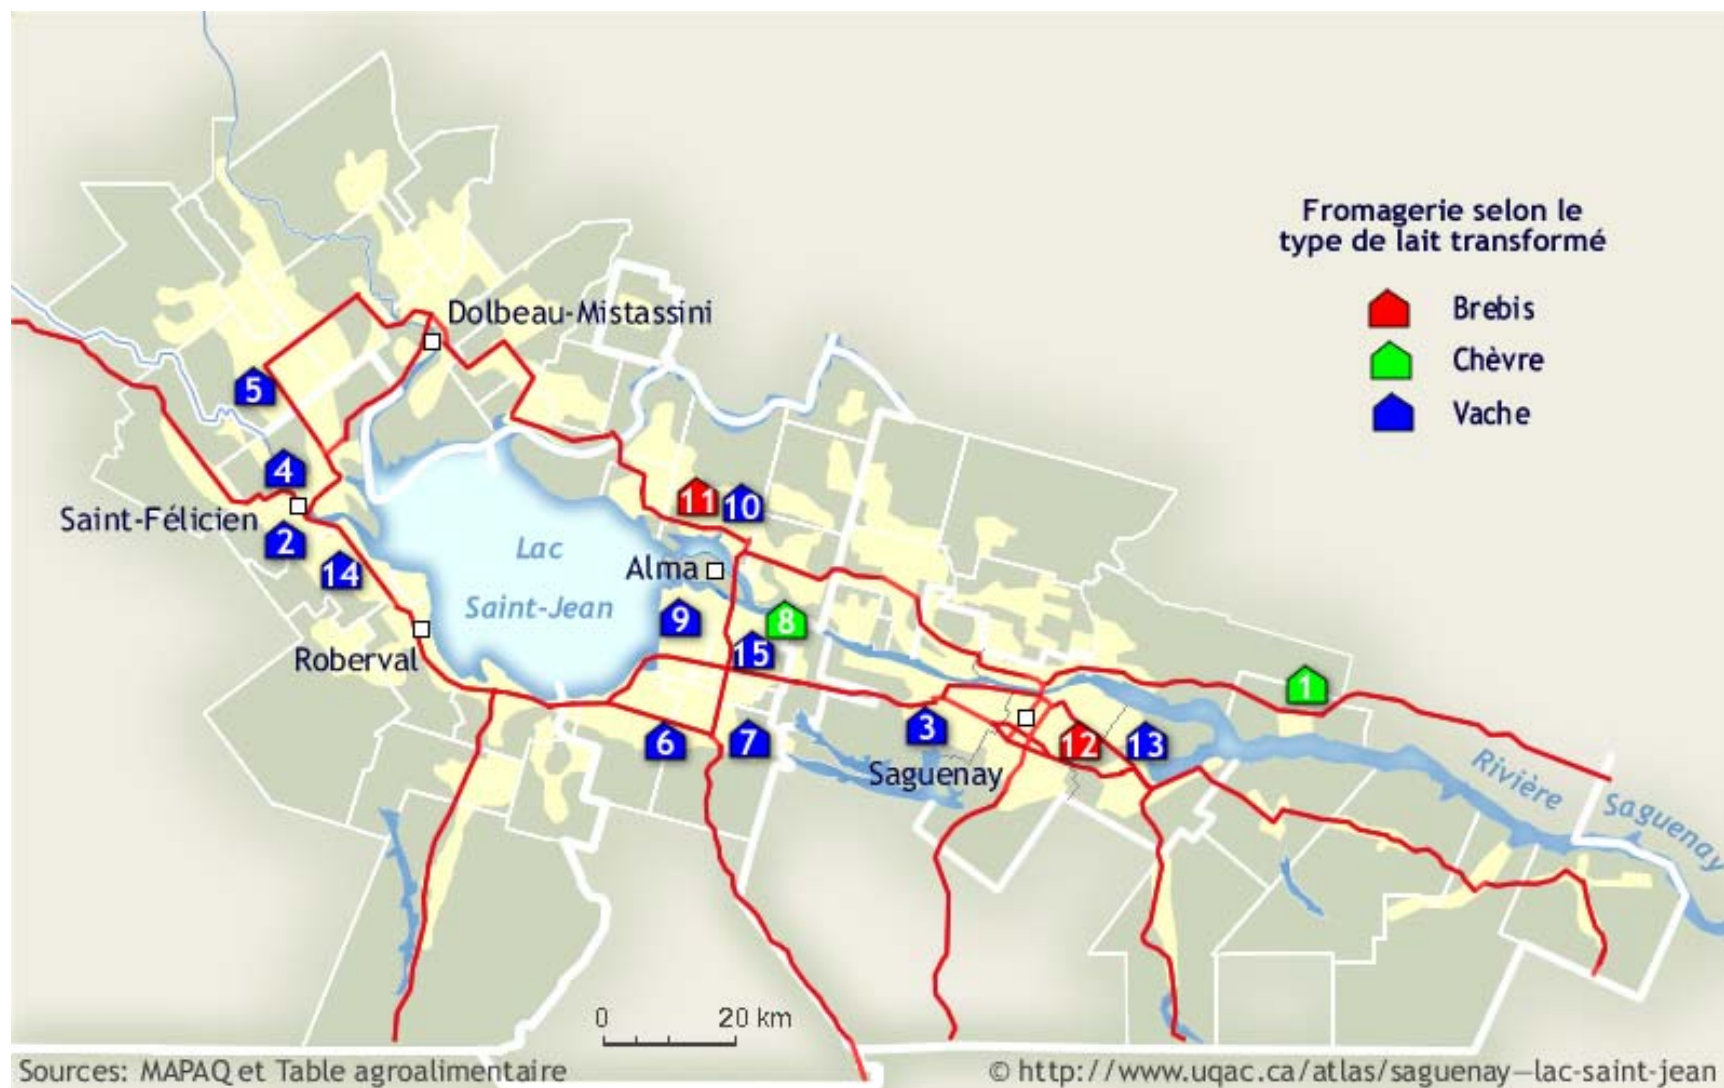 Fromagerie selon le
type de lait transformé
Brebis
Chèvre
Vache
Dolbeau-Mistassini
5
4
Saint-Félicien
2
14
11
10
Lac
Saint-Jean
Alma
9
8
15
Roberval
1
6
7
3
12
13
Saguenay
Rivière
Saguenay
0
20 km
Sources: MAPAQ et Table agroalimentaire
© http://www.uqac.ca/atlas/saguenay–lac-saint-jean